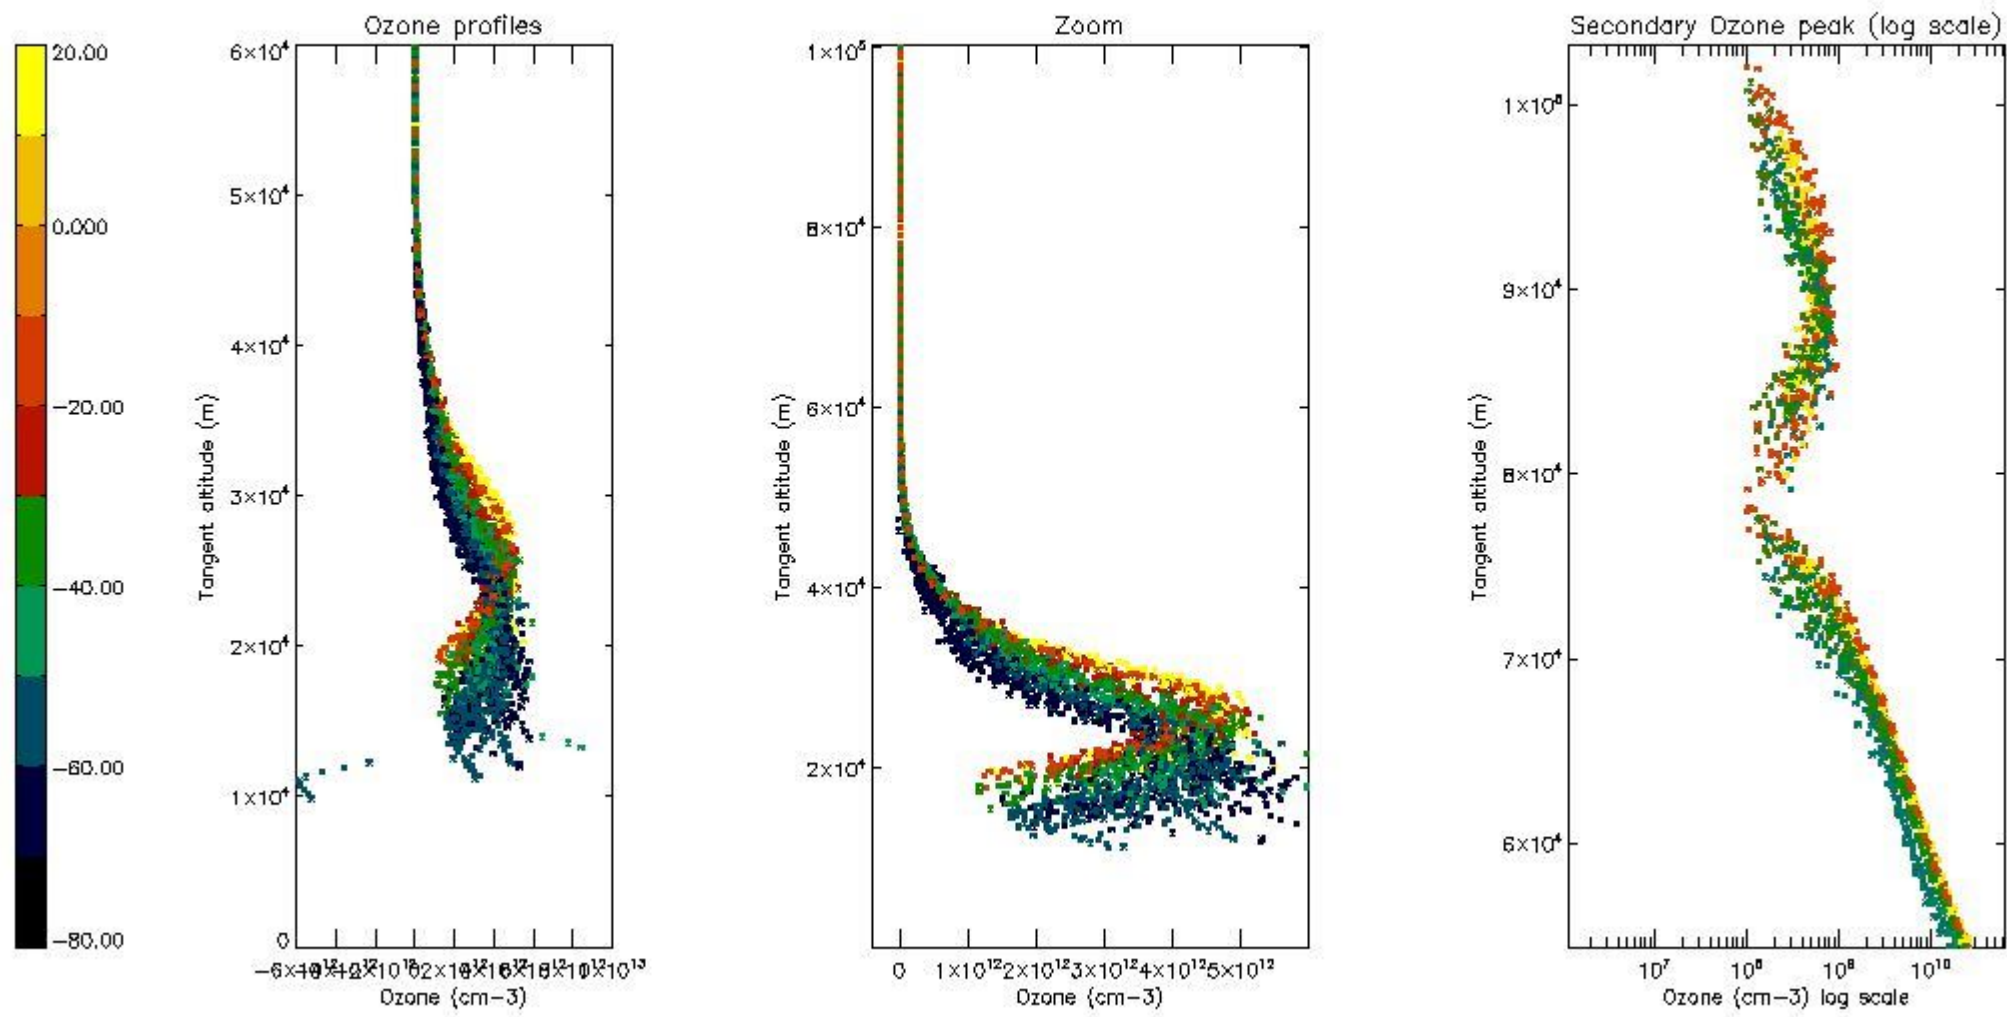 Ozone profiles
Zoom
Secondary Ozone peak (log scale)
20.00
0.000
−20.00
−40.00
−60.00
−80.00
6×10⁴
5×10⁴
4×10⁴
3×10⁴
2×10⁴
1×10⁴
0
Tangent altitude (m)
Ozone (cm−3)
1×10⁵
8×10⁴
6×10⁴
4×10⁴
2×10⁴
Tangent altitude (m)
0 1×10¹² 2×10¹² 3×10¹² 4×10¹² 5×10¹²
Ozone (cm−3)
9×10⁴
8×10⁴
7×10⁴
6×10⁴
Tangent altitude (m)
10⁷ 10⁸ 10⁹ 10¹⁰
Ozone (cm−3) log scale